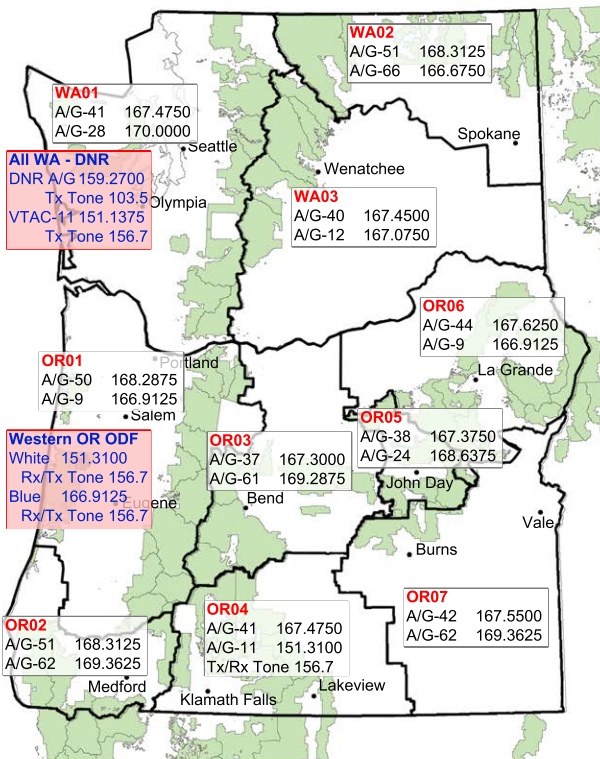 WA02
A/G-51 168.3125
A/G-66 166.6750
WA01
A/G-41 167.4750
A/G-28 170.0000
Spokane
Seattle
All WA - DNR
DNR A/G 159.2700
Tx Tone 103.5
VTAC-11 151.1375
Tx Tone 156.7
Wenatchee
Olympia
WA03
A/G-40 167.4500
A/G-12 167.0750
OR06
A/G-44 167.6250
A/G-9 166.9125
La Grande
Portland
OR01
A/G-50 168.2875
A/G-9 166.9125
Salem
OR05
A/G-38 167.3750
A/G-24 168.6375
John Day
Western OR ODF
White 151.3100
Rx/Tx Tone 156.7
Blue 166.9125
Rx/Tx Tone 156.7
Eugene
OR03
A/G-37 167.3000
A/G-61 169.2875
Bend
Vale
Burns
OR07
A/G-42 167.5500
A/G-62 169.3625
OR04
A/G-41 167.4750
A/G-11 151.3100
Tx/Rx Tone 156.7
OR02
A/G-51 168.3125
A/G-62 169.3625
Medford
Klamath Falls
Lakeview